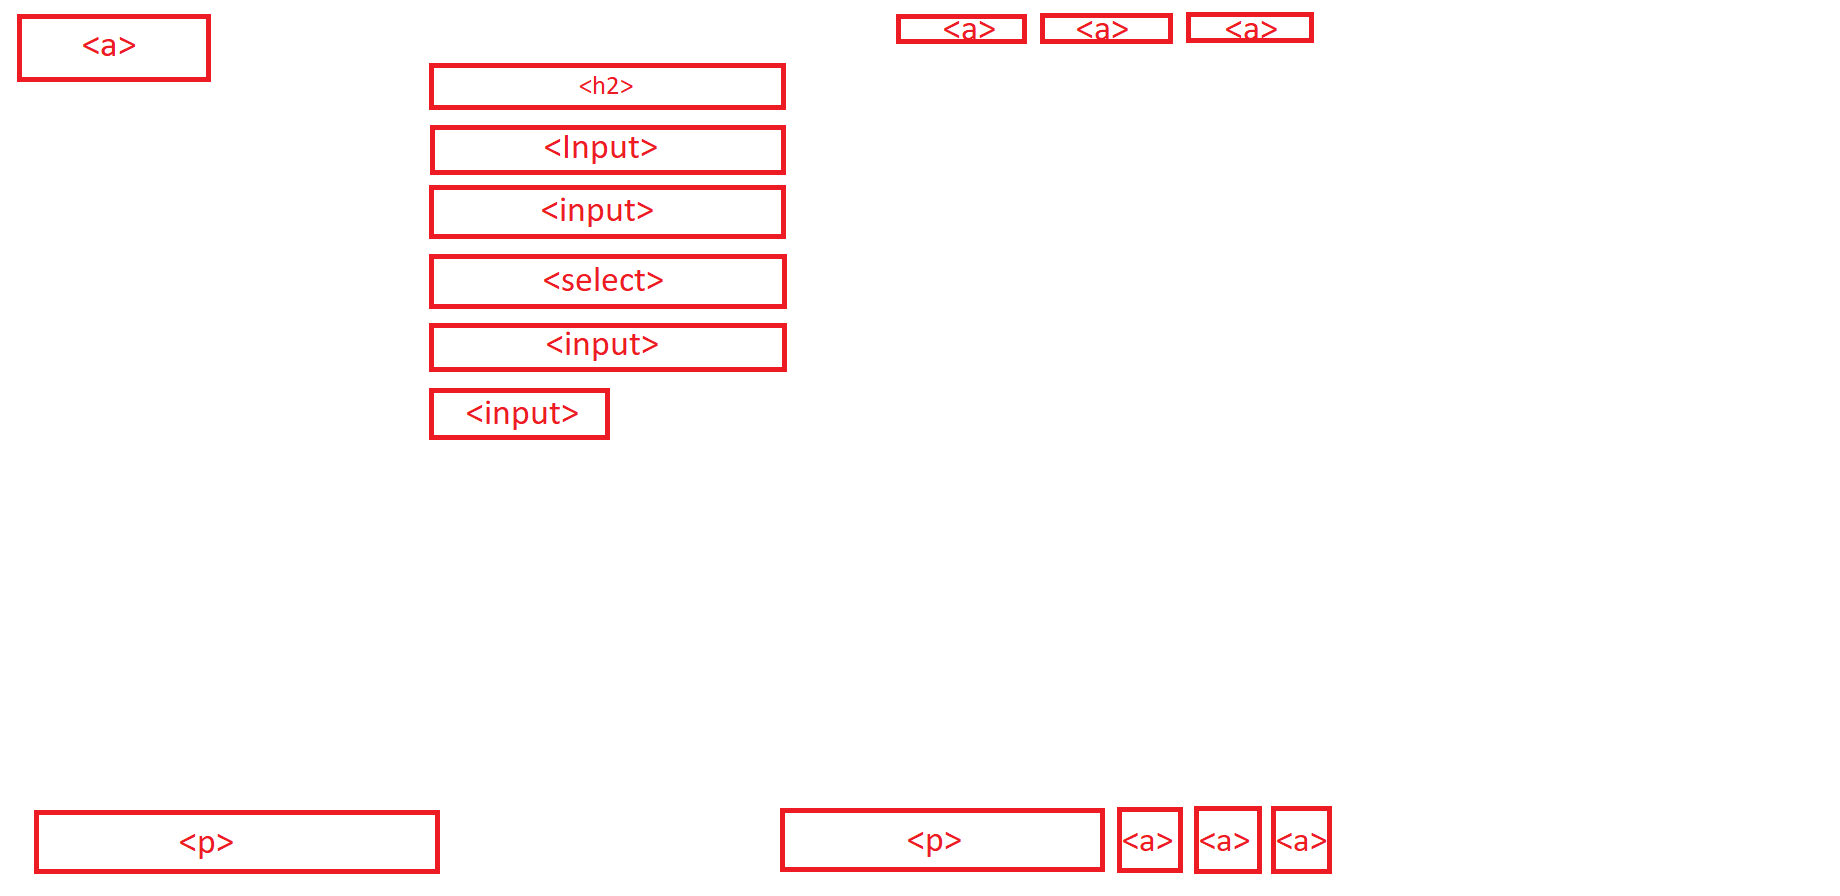 <a>
<a> <a> <a>
<h2>
<Input>
<input>
<select>
<input>
<input>
<p>
<p> <a> <a> <a>